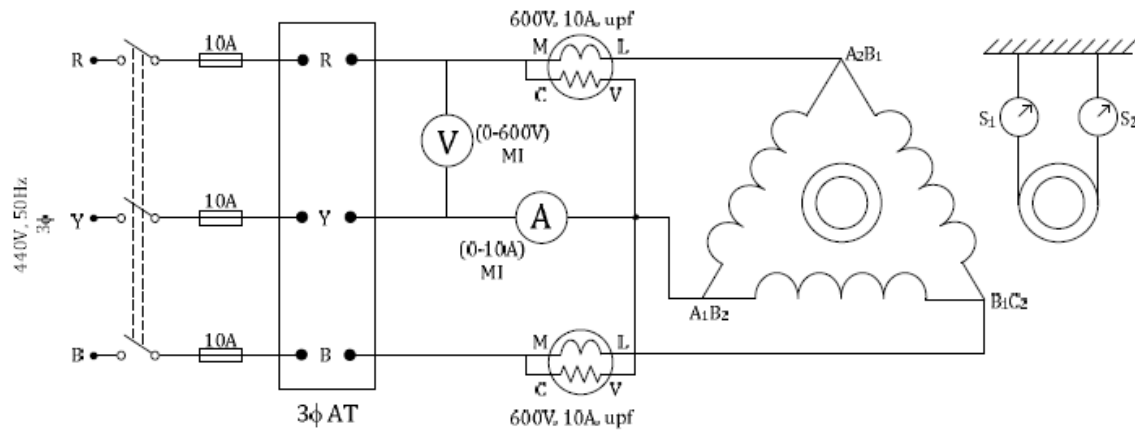 600V, 10A, upf
R
10A
R
M
L
C
V
A2B1
S1
S2
V
(0-600V)
MI
440V, 50Hz
3ϕ
Y
10A
Y
A
(0-10A)
MI
A1B2
B1C2
B
10A
B
M
L
C
V
3ϕ AT
600V, 10A, upf